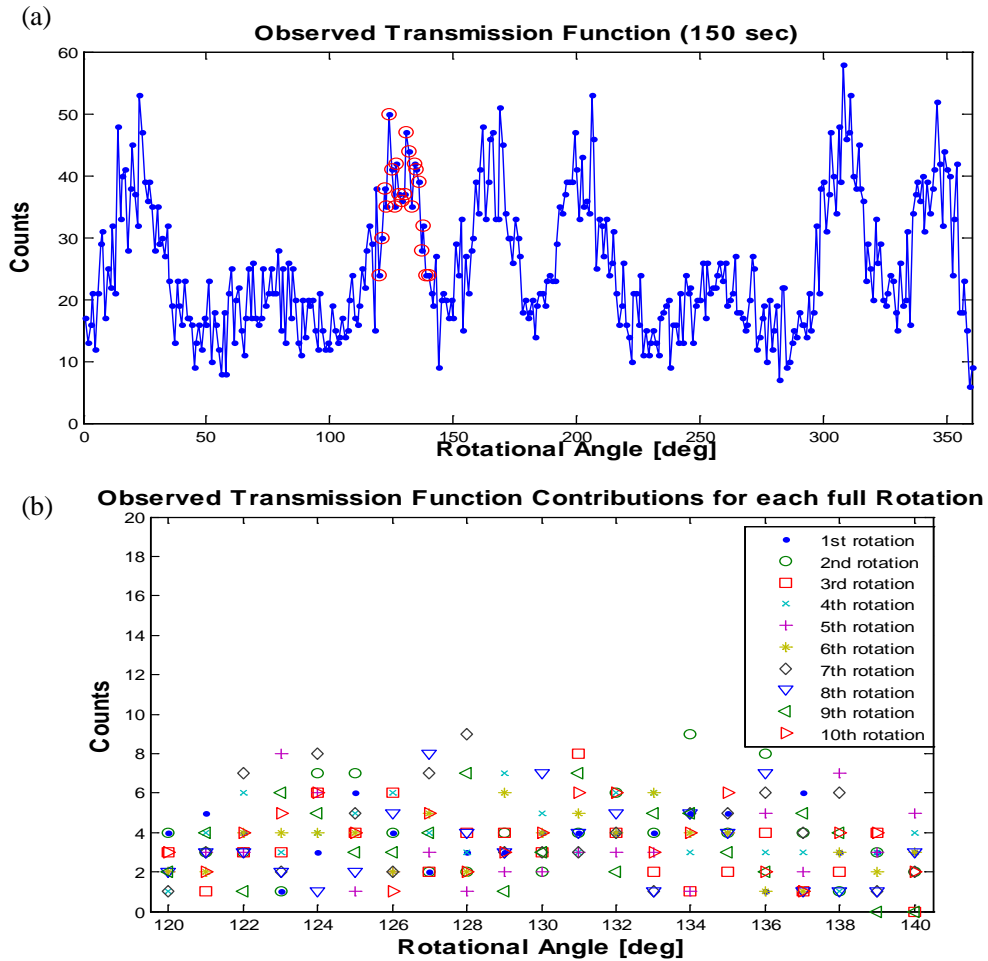 (a)
Observed Transmission Function (150 sec)
60
50
40
30
20
10
0
Counts
0 50 100 150 200 250 300 350
Rotational Angle [deg]
(b)
Observed Transmission Function Contributions for each full Rotation
20
18
16
14
12
10
8
6
4
2
0
Counts
1st rotation
2nd rotation
3rd rotation
4th rotation
5th rotation
6th rotation
7th rotation
8th rotation
9th rotation
10th rotation
120 122 124 126 128 130 132 134 136 138 140
Rotational Angle [deg]